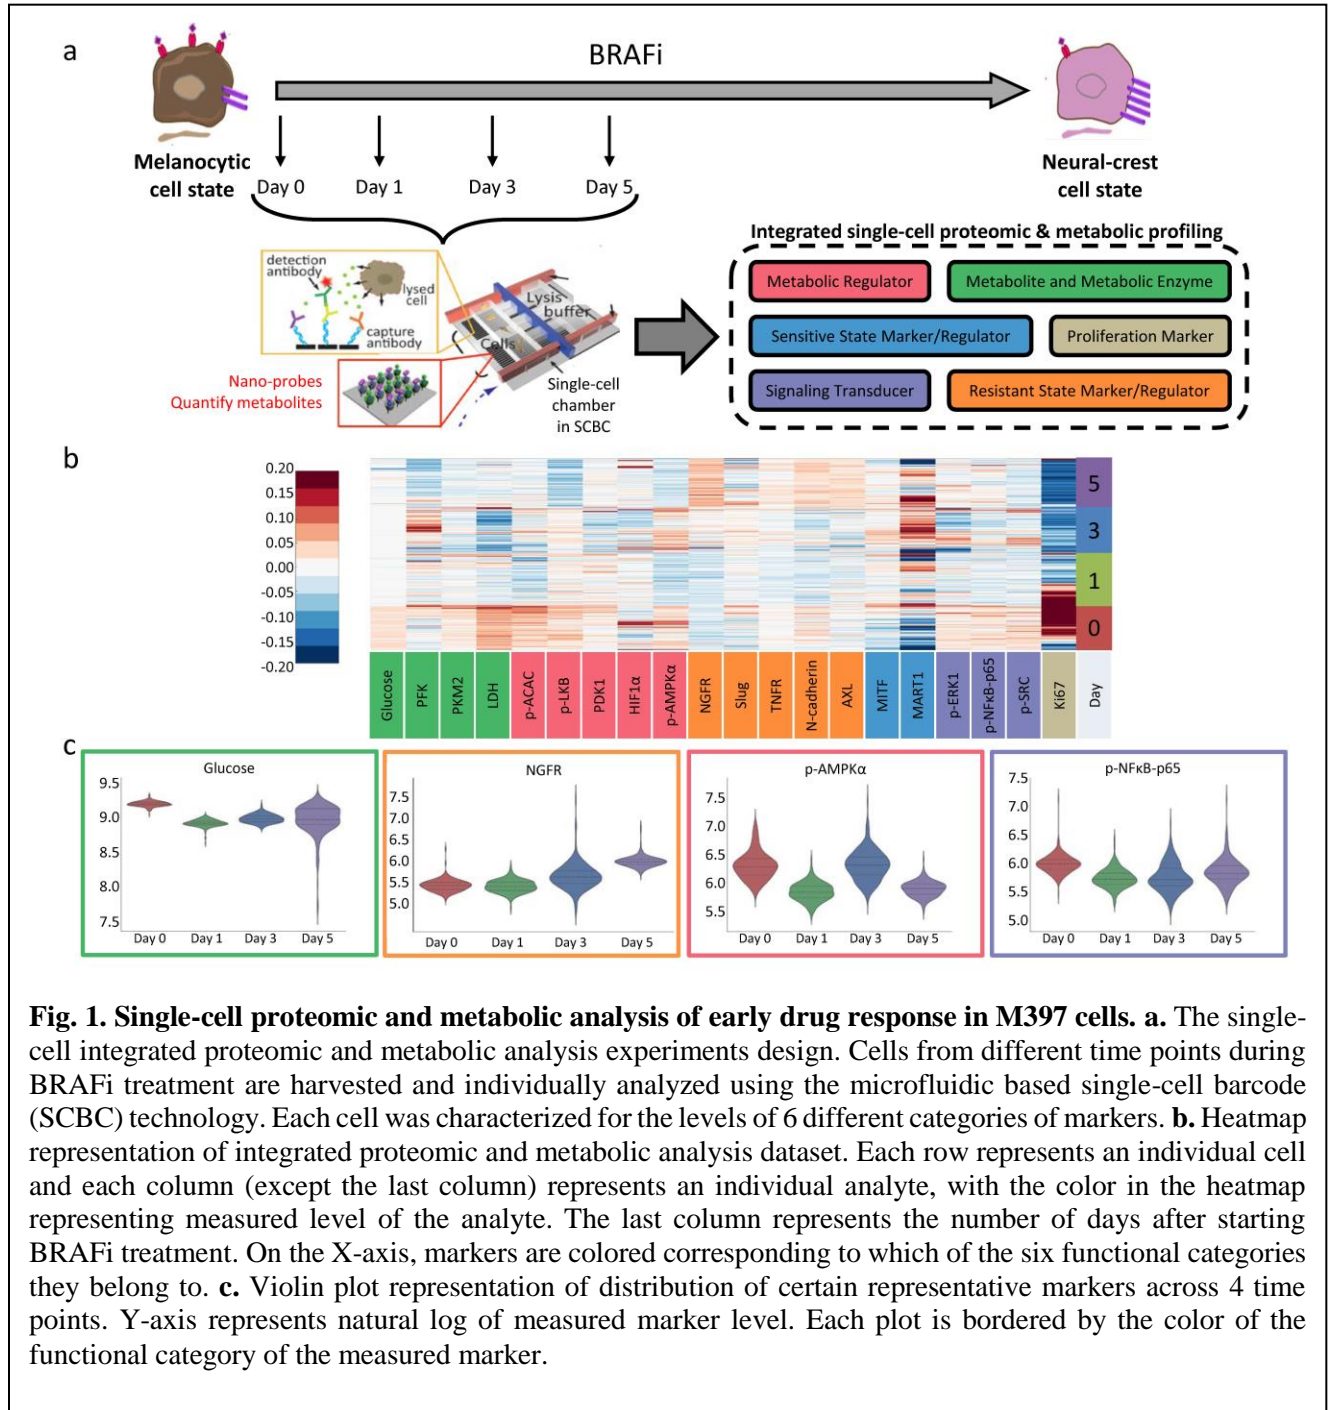 a
BRAFi
Melanocytic
cell state
Day 0
Day 1
Day 3
Day 5
Neural-crest
cell state
detection
antibody
lysed
cell
capture
antibody
Lysis
buffer
Cells
Nano-probes
Quantify metabolites
Single-cell
chamber
in SCBC
Integrated single-cell proteomic & metabolic profiling
Metabolic Regulator
Metabolite and Metabolic Enzyme
Sensitive State Marker/Regulator
Proliferation Marker
Signaling Transducer
Resistant State Marker/Regulator
b
0.20
0.15
0.10
0.05
0.00
-0.05
-0.10
-0.15
-0.20
5
3
1
0
Glucose
PFK
PKM2
LDH
p-ACAC
p-LKB
PDK1
HIF1α
p-AMPKα
NGFR
Slug
TNFR
N-cadherin
AXL
MITF
MART1
p-ERK1
p-NFκB-p65
p-SRC
Ki67
Day
c
Glucose
9.5
9.0
8.5
8.0
7.5
Day 0 Day 1 Day 3 Day 5
NGFR
7.5
7.0
6.5
6.0
5.5
5.0
Day 0 Day 1 Day 3 Day 5
p-AMPKα
7.5
7.0
6.5
6.0
5.5
Day 0 Day 1 Day 3 Day 5
p-NFκB-p65
7.5
7.0
6.5
6.0
5.5
5.0
Day 0 Day 1 Day 3 Day 5
Fig. 1. Single-cell proteomic and metabolic analysis of early drug response in M397 cells. a. The single-
cell integrated proteomic and metabolic analysis experiments design. Cells from different time points during
BRAFi treatment are harvested and individually analyzed using the microfluidic based single-cell barcode
(SCBC) technology. Each cell was characterized for the levels of 6 different categories of markers. b. Heatmap
representation of integrated proteomic and metabolic analysis dataset. Each row represents an individual cell
and each column (except the last column) represents an individual analyte, with the color in the heatmap
representing measured level of the analyte. The last column represents the number of days after starting
BRAFi treatment. On the X-axis, markers are colored corresponding to which of the six functional categories
they belong to. c. Violin plot representation of distribution of certain representative markers across 4 time
points. Y-axis represents natural log of measured marker level. Each plot is bordered by the color of the
functional category of the measured marker.